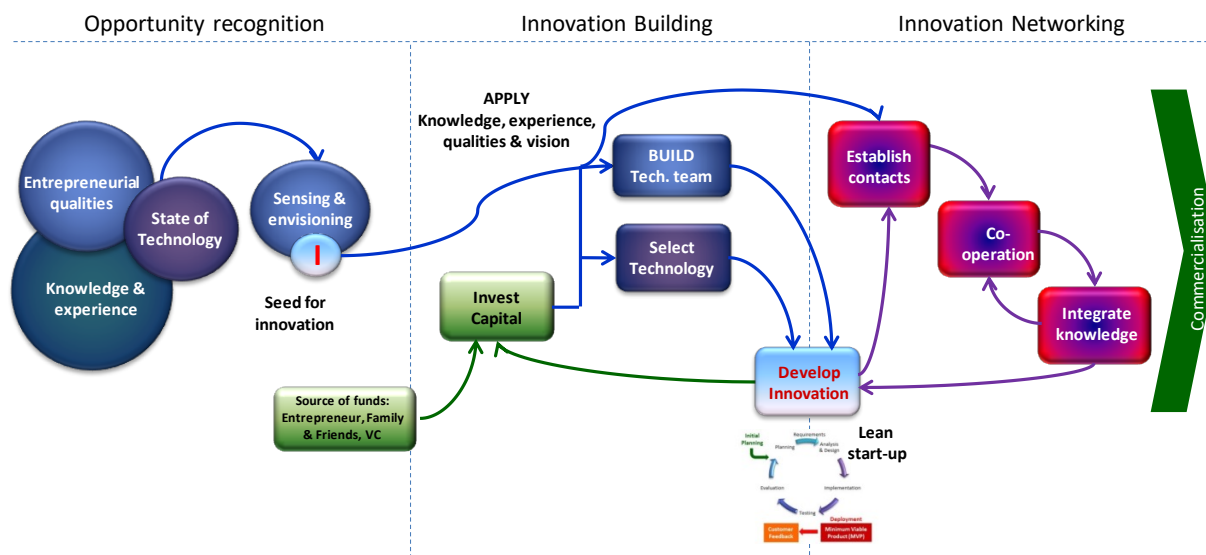 Opportunity recognition
Innovation Building
Innovation Networking
Entrepreneurial
qualities
State of
Technology
Knowledge &
experience
Sensing &
envisioning
I
Seed for
innovation
APPLY
Knowledge, experience,
qualities & vision
BUILD
Tech. team
Select
Technology
Invest
Capital
Source of funds:
Entrepreneur, Family
& Friends, VC
Develop
Innovation
Lean
start-up
Establish
contacts
Co-
operation
Integrate
knowledge
Commercialisation
Initial
Planning
Planning
Requirements
Analysis
& Design
Implementation
Testing
Evaluation
Deployment
Minimum Viable
Product (MVP)
Customer
Feedback